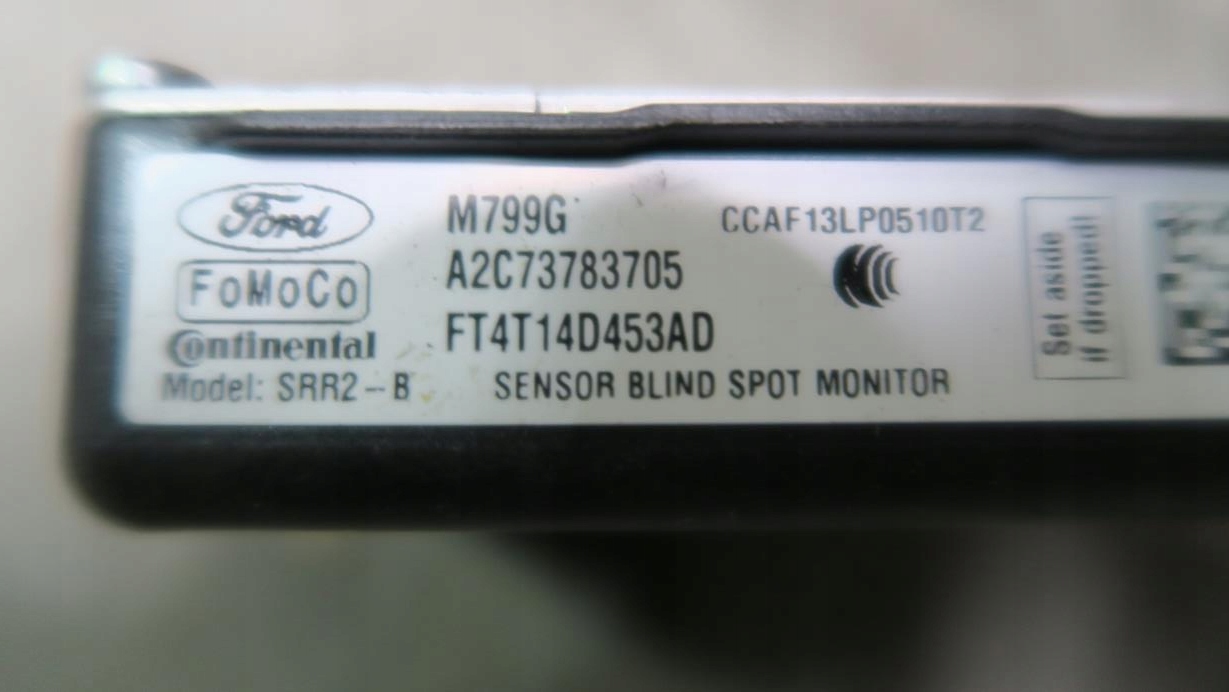 Ford
FoMoCo
Continental
Model: SRR2-B
M799G
A2C73783705
FT4T14D453AD
SENSOR BLIND SPOT MONITOR
CCAF13LP0510T2
Set aside
if dropped!